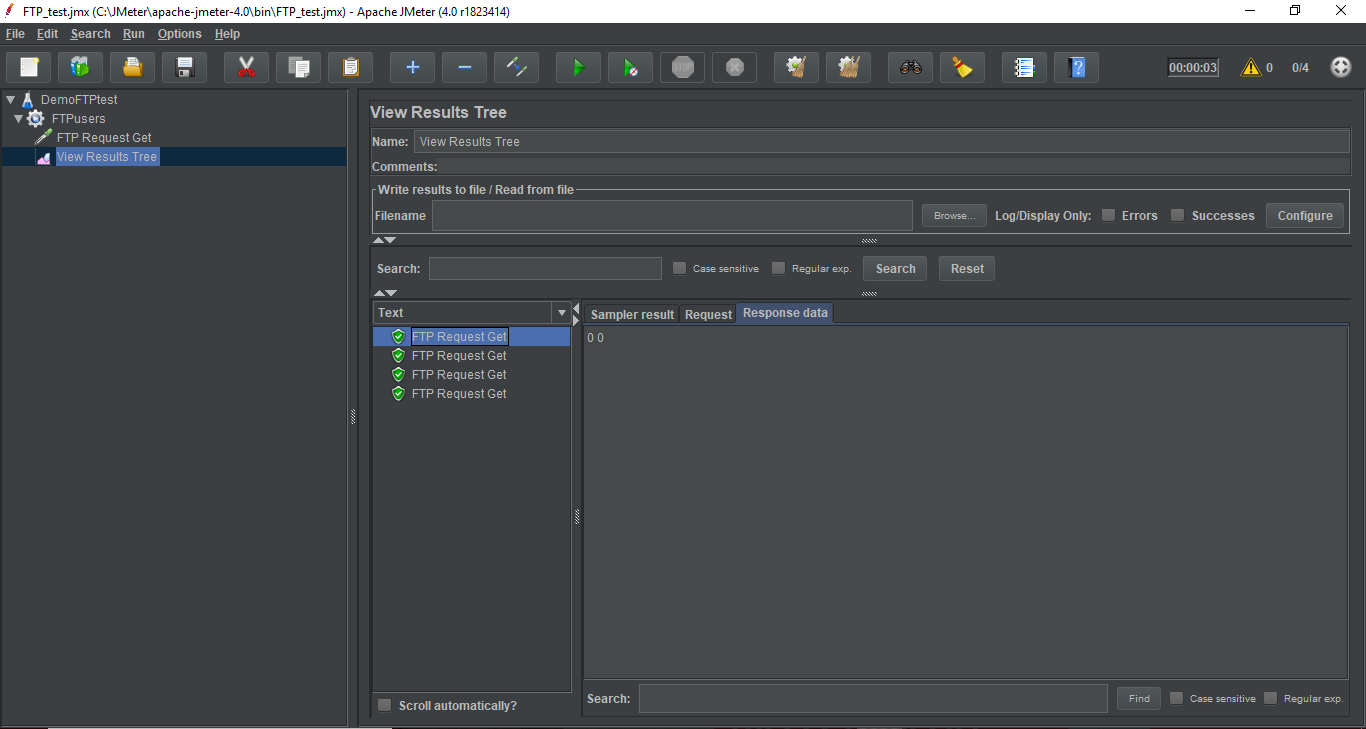 FTP_test.jmx (C:\JMeter\apache-jmeter-4.0\bin\FTP_test.jmx) - Apache JMeter (4.0 r1823414)
File Edit Search Run Options Help
STOP
00:00:03 0 0/4
DemoFTPtest
FTPusers
FTP Request Get
View Results Tree
View Results Tree
Name: View Results Tree
Comments:
Write results to file / Read from file
Filename Browse... Log/Display Only: Errors Successes Configure
Search: Case sensitive Regular exp. Search Reset
Text
FTP Request Get
FTP Request Get
FTP Request Get
FTP Request Get
Scroll automatically?
Sampler result Request Response data
0 0
Search: Find Case sensitive Regular exp.